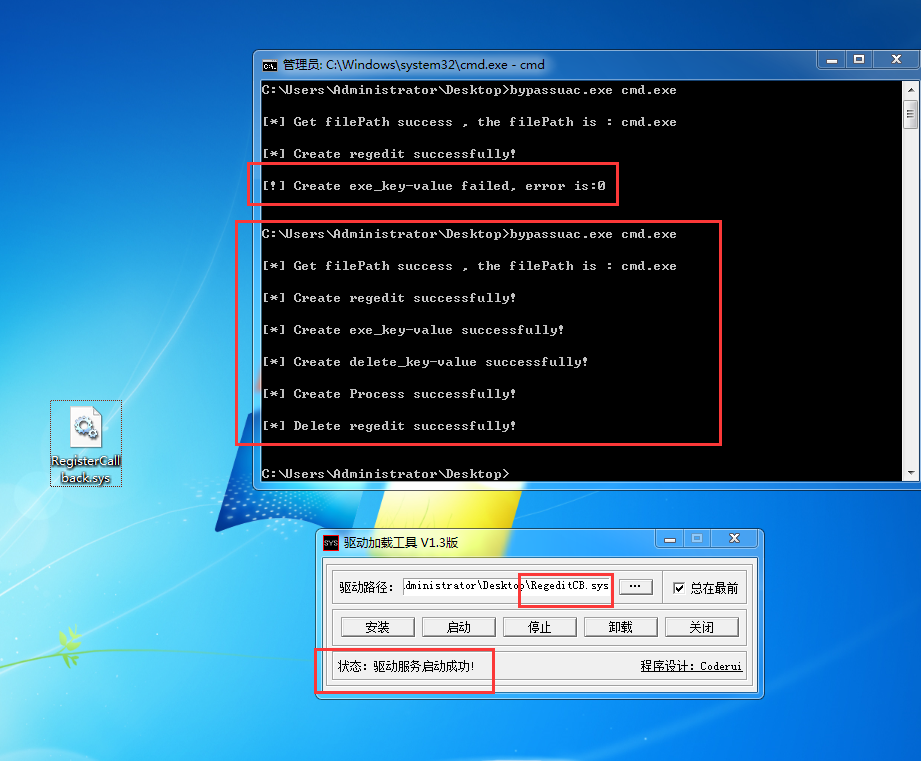 管理员: C:\Windows\system32\cmd.exe - cmd
C:\Users\Administrator\Desktop>bypassuac.exe cmd.exe
[*] Get filePath success , the filePath is : cmd.exe
[*] Create regedit successfully!
[!] Create exe_key-value failed, error is:0
C:\Users\Administrator\Desktop>bypassuac.exe cmd.exe
[*] Get filePath success , the filePath is : cmd.exe
[*] Create regedit successfully!
[*] Create exe_key-value successfully!
[*] Create delete_key-value successfully!
[*] Create Process successfully!
[*] Delete regedit successfully!
C:\Users\Administrator\Desktop>
RegisterCall
back.sys
SYS 驱动加载工具 V1.3版
驱动路径: dministrator\Desktop\RegeditCB.sys ... 总在最前
安装 启动 停止 卸载 关闭
状态: 驱动服务启动成功! 程序设计: Coderui